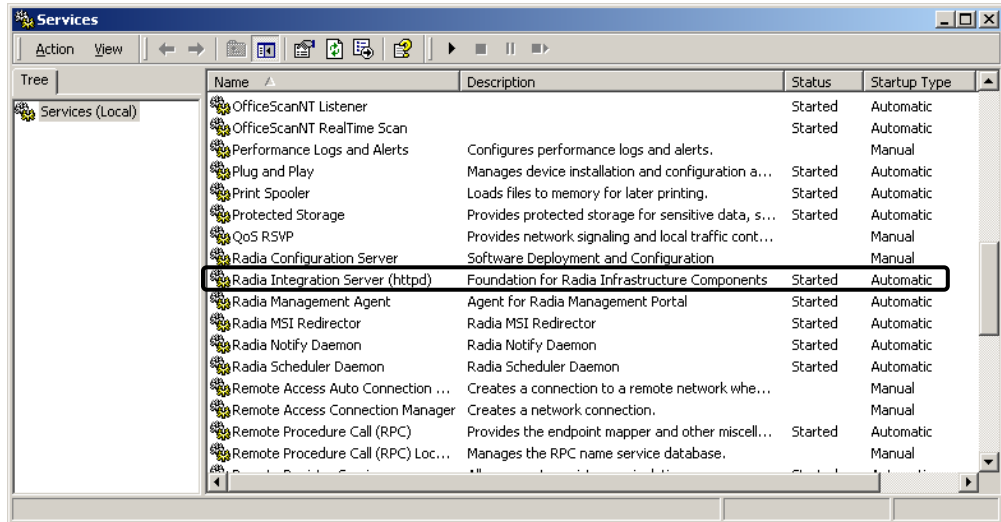 Services
Action View
Tree
Name Description Status Startup Type
Services (Local)
OfficeScanNT Listener Started Automatic
OfficeScanNT RealTime Scan Started Automatic
Performance Logs and Alerts Configures performance logs and alerts. Manual
Plug and Play Manages device installation and configuration a... Started Automatic
Print Spooler Loads files to memory for later printing. Started Automatic
Protected Storage Provides protected storage for sensitive data, s... Started Automatic
QoS RSVP Provides network signaling and local traffic cont... Manual
Radia Configuration Server Software Deployment and Configuration Manual
Radia Integration Server (httpd) Foundation for Radia Infrastructure Components Started Automatic
Radia Management Agent Agent for Radia Management Portal Started Automatic
Radia MSI Redirector Radia MSI Redirector Started Automatic
Radia Notify Daemon Radia Notify Daemon Started Automatic
Radia Scheduler Daemon Radia Scheduler Daemon Started Automatic
Remote Access Auto Connection ... Creates a connection to a remote network whe... Manual
Remote Access Connection Manager Creates a network connection. Manual
Remote Procedure Call (RPC) Provides the endpoint mapper and other miscell... Started Automatic
Remote Procedure Call (RPC) Loc... Manages the RPC name service database. Manual